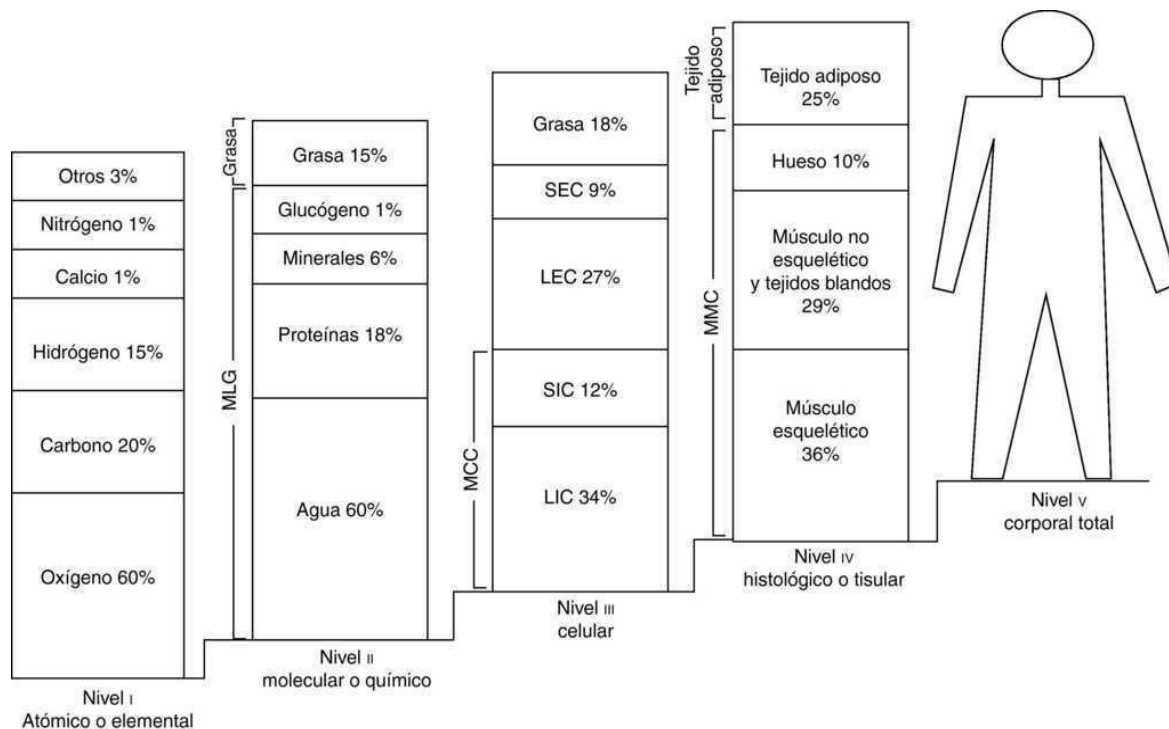 Otros 3%
Nitrógeno 1%
Calcio 1%
Hidrógeno 15%
Carbono 20%
Oxígeno 60%
Nivel I
Atómico o elemental
Grasa
MLG
Grasa 15%
Glucógeno 1%
Minerales 6%
Proteínas 18%
Agua 60%
Nivel II
molecular o químico
MCC
Grasa 18%
SEC 9%
LEC 27%
SIC 12%
LIC 34%
Nivel III
celular
Tejido
adiposo
MMC
Tejido adiposo
25%
Hueso 10%
Músculo no
esquelético
y tejidos blandos
29%
Músculo
esquelético
36%
Nivel IV
histológico o tisular
Nivel V
corporal total